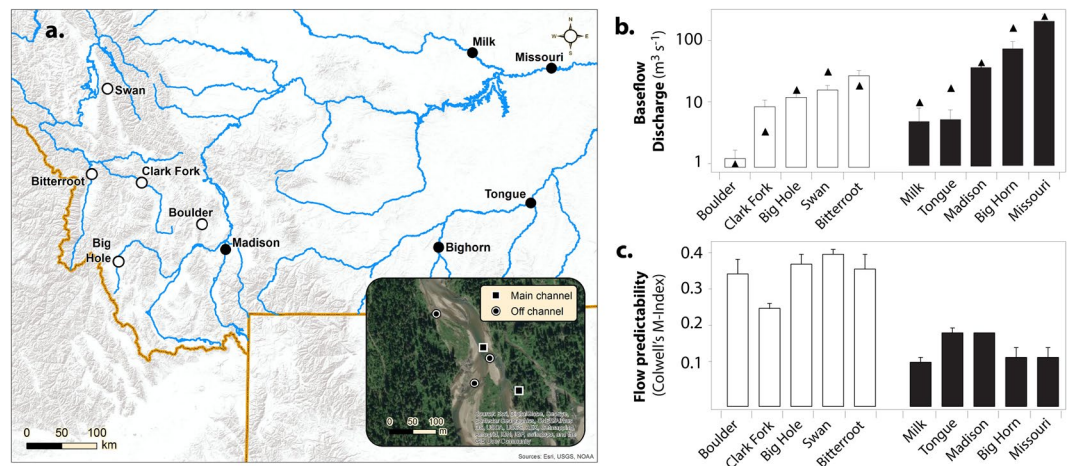 a.
N
W
E
S
Milk
Missouri
Swan
Bitterroot
Clark Fork
Boulder
Tongue
Big
Hole
Madison
Bighorn
Main channel
Off channel
0 50 100
m
0 50 100
km
Sources: Esri, USGS, NOAA
b.
Baseflow
Discharge (m³ s⁻¹)
100
10
1
Boulder
Clark Fork
Big Hole
Swan
Bitterroot
Milk
Tongue
Madison
Big Horn
Missouri
c.
Flow predictability
(Colwell's M-Index)
0.4
0.3
0.2
0.1
Boulder
Clark Fork
Big Hole
Swan
Bitterroot
Milk
Tongue
Madison
Big Horn
Missouri